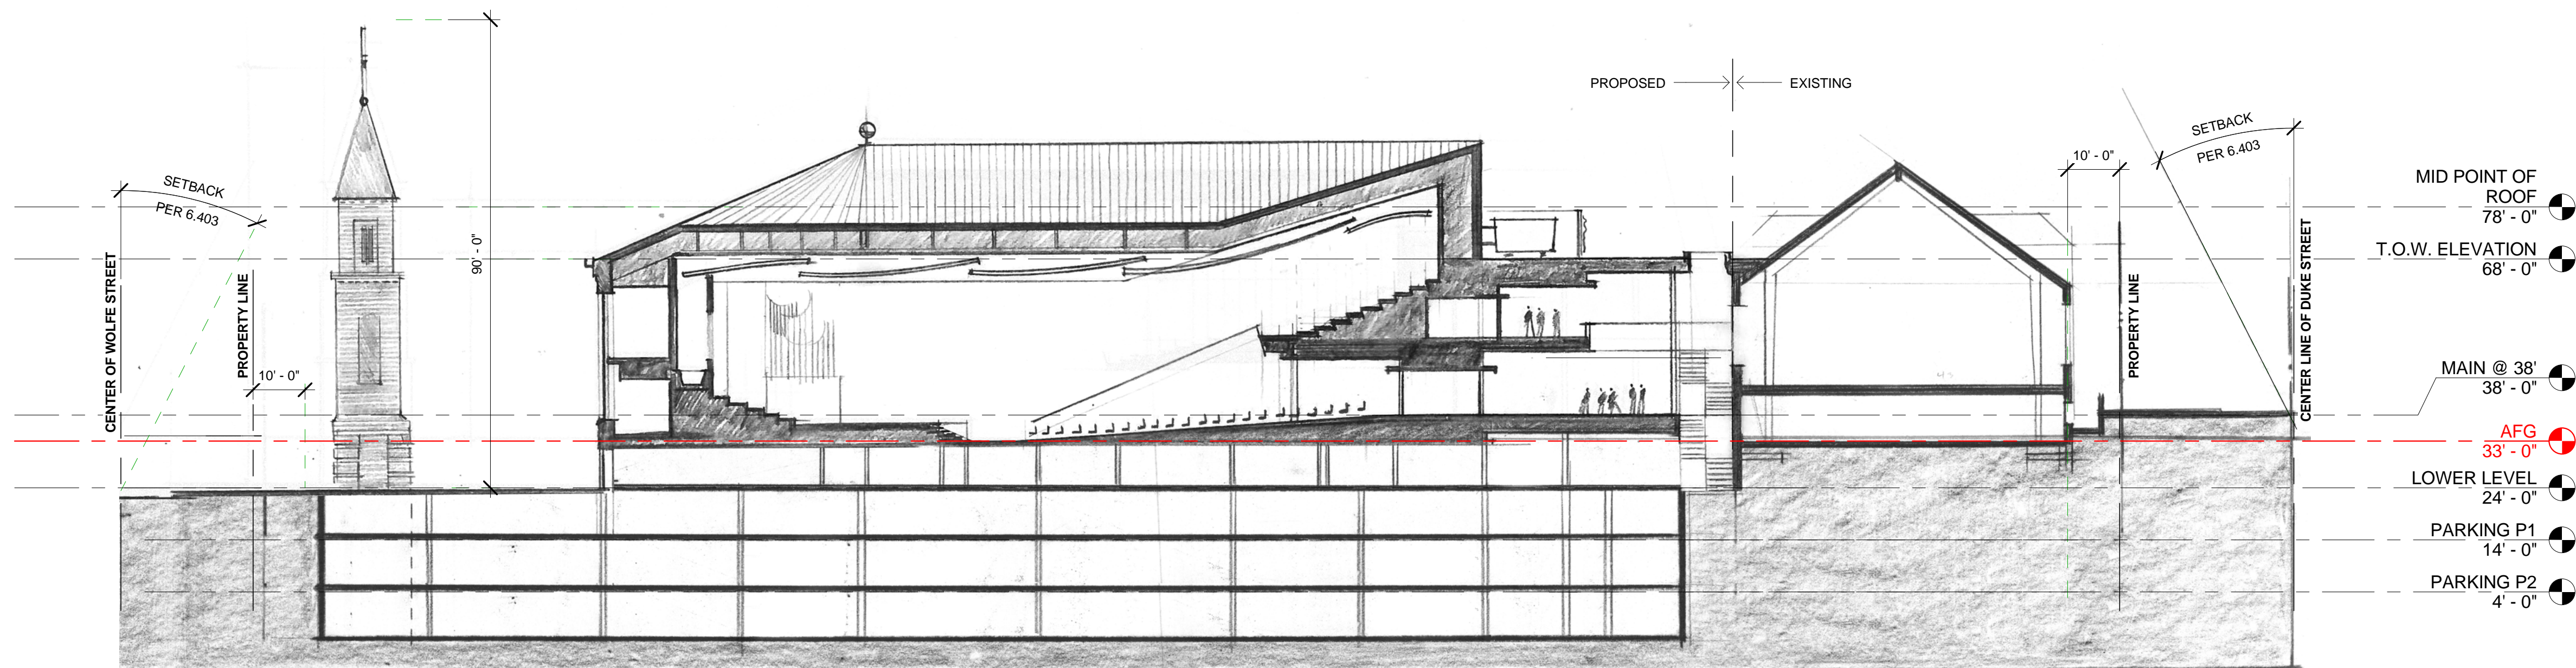 PROPOSED
EXISTING
SETBACK
PER 6.403
CENTER OF WOLFE STREET
PROPERTY LINE
10' - 0"
90' - 0"
10' - 0"
SETBACK
PER 6.403
PROPERTY LINE
CENTER LINE OF DUKE STREET
MID POINT OF
ROOF
78' - 0"
T.O.W. ELEVATION
68' - 0"
MAIN @ 38'
38' - 0"
AFG
33' - 0"
LOWER LEVEL
24' - 0"
PARKING P1
14' - 0"
PARKING P2
4' - 0"